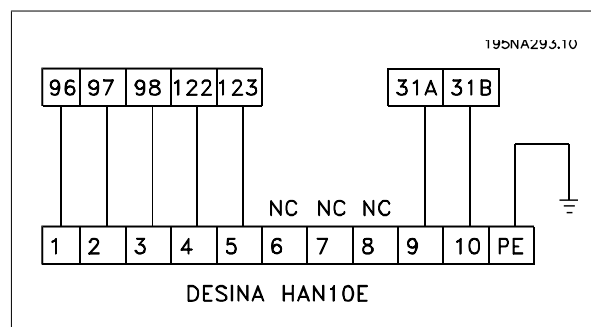 195NA293.10
96 97 98 122 123 31A 31B
NC NC NC
1 2 3 4 5 6 7 8 9 10 PE
DESINA HAN10E